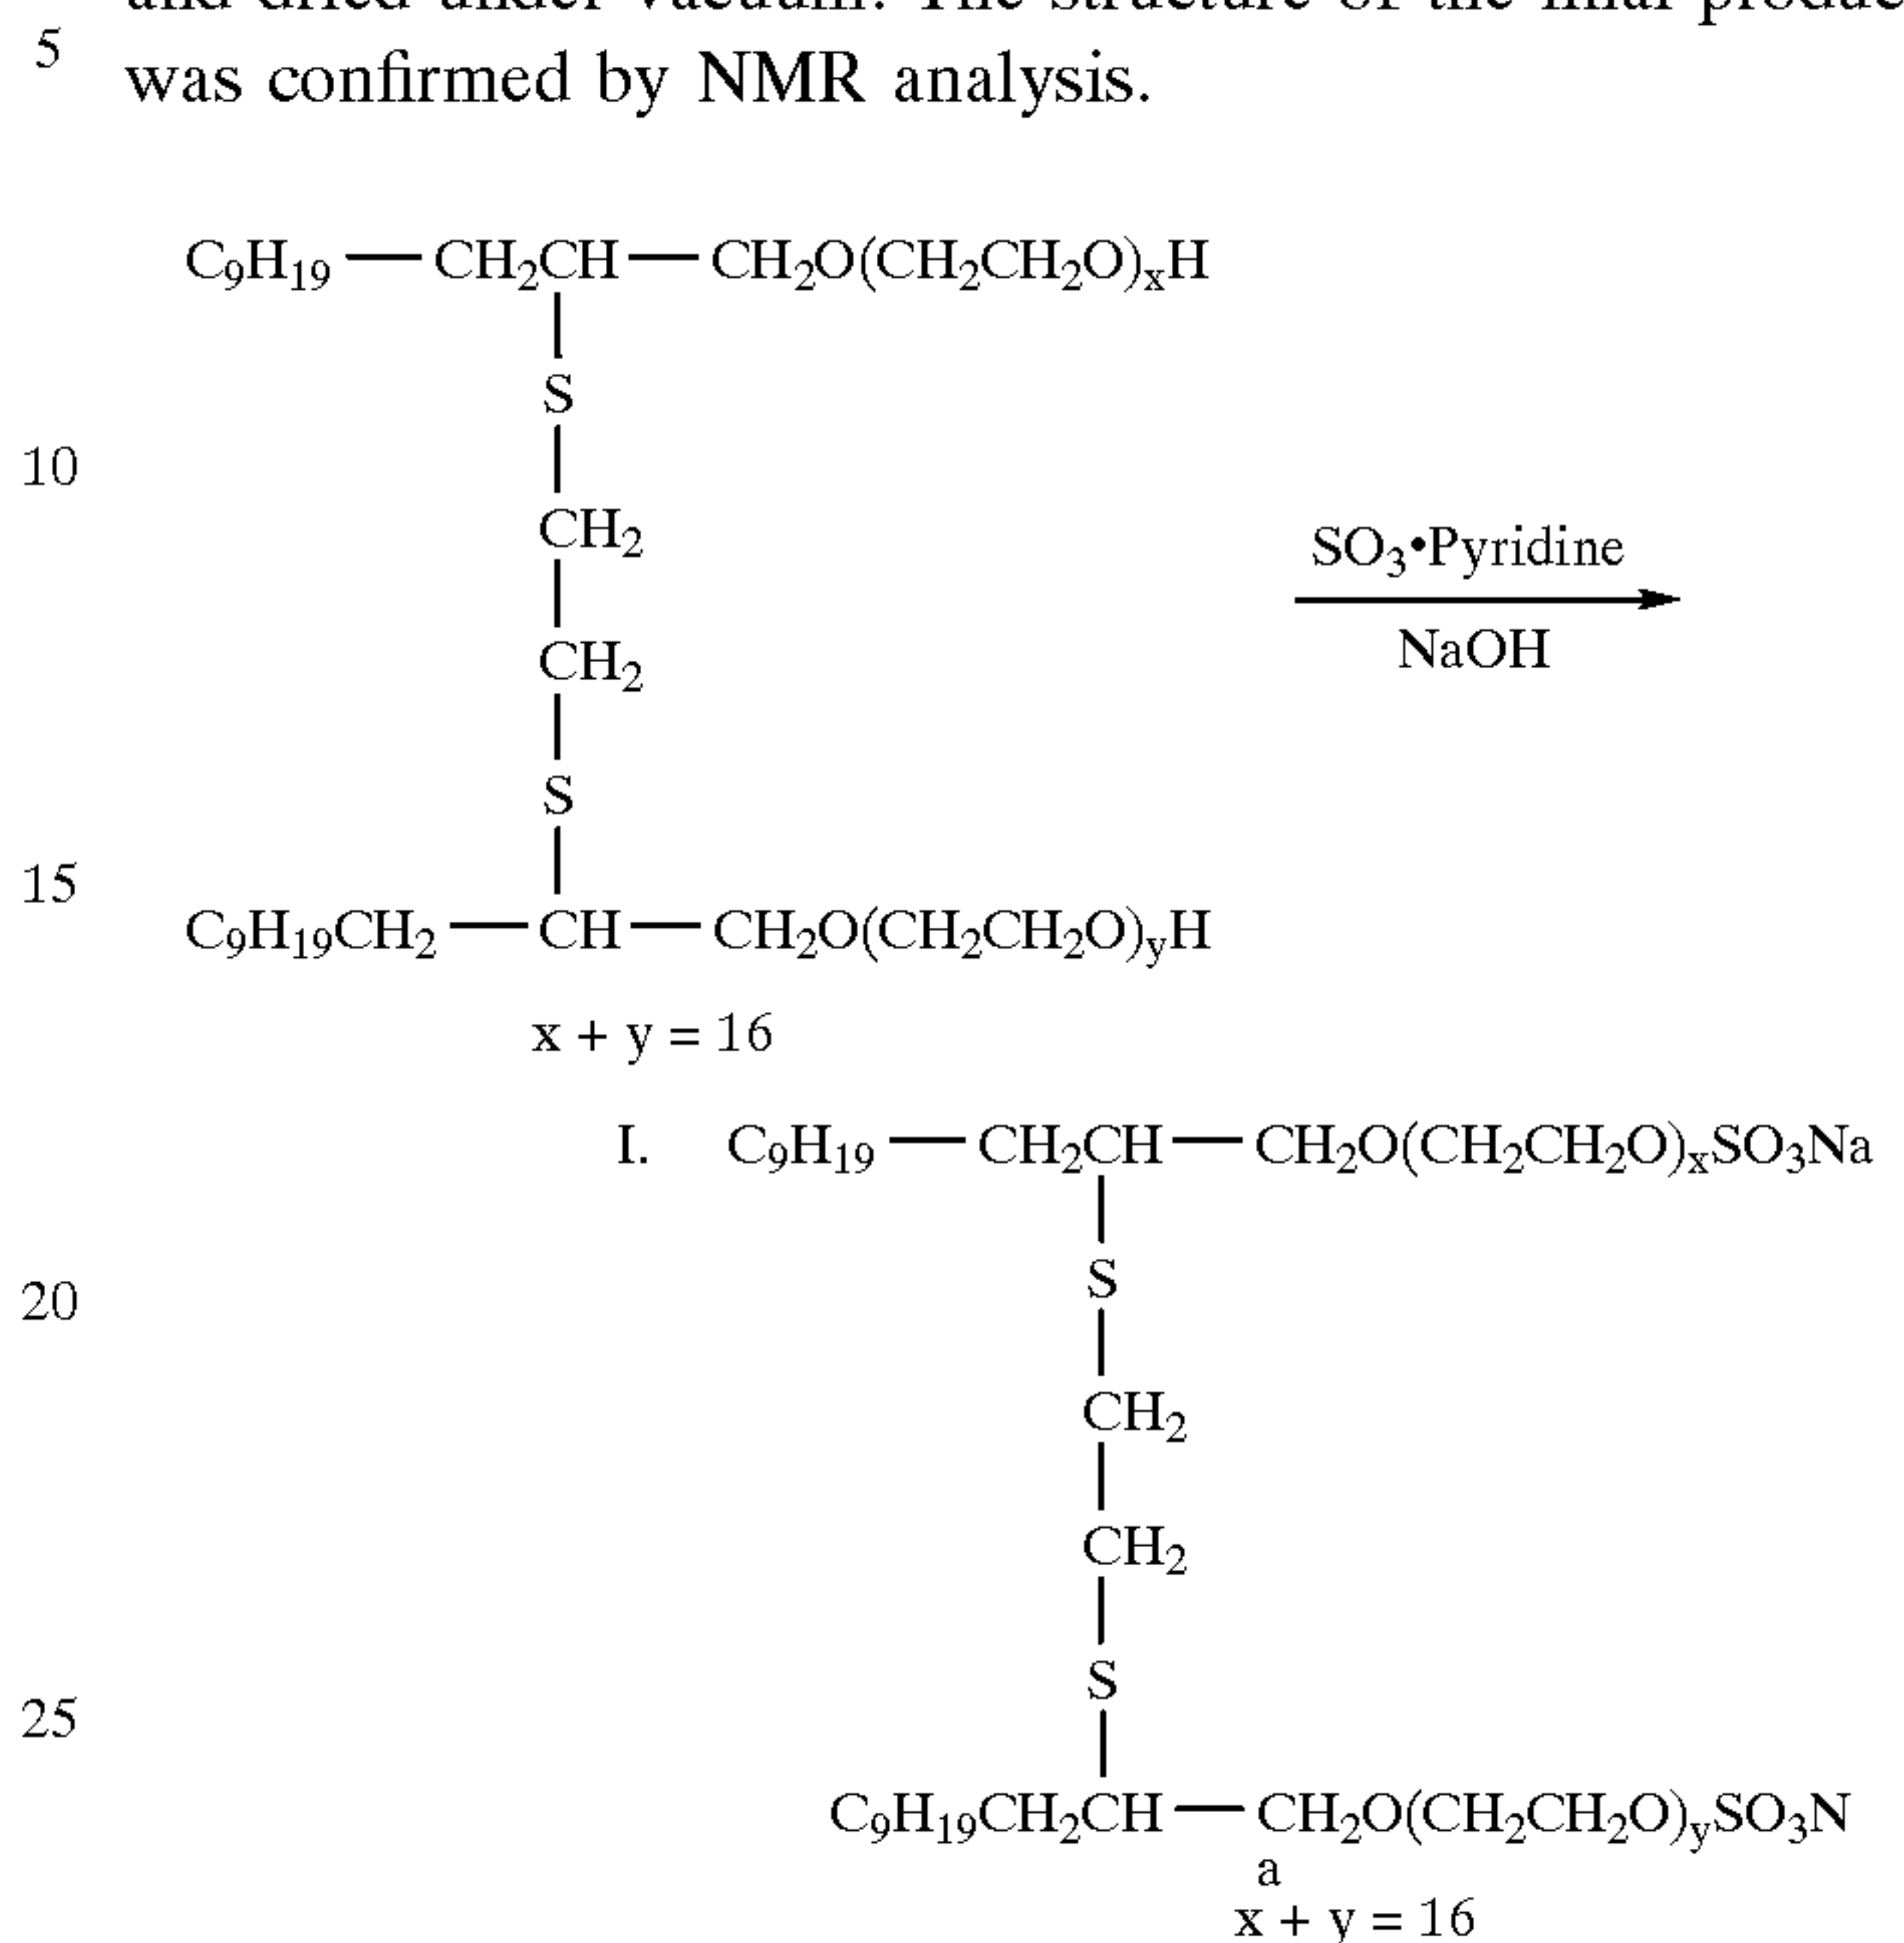 and dried under vacuum. The structure of the final produc
5
was confirmed by NMR analysis.
C₉H₁₉—CH₂CH—CH₂O(CH₂CH₂O)ₓH
S
10
CH₂
SO₃•Pyridine
NaOH
CH₂
S
15
C₉H₁₉CH₂—CH—CH₂O(CH₂CH₂O)yH
x + y = 16
I. C₉H₁₉—CH₂CH—CH₂O(CH₂CH₂O)ₓSO₃Na
S
20
CH₂
CH₂
S
25
C₉H₁₉CH₂CH—CH₂O(CH₂CH₂O)ySO₃N
a
x + y = 16